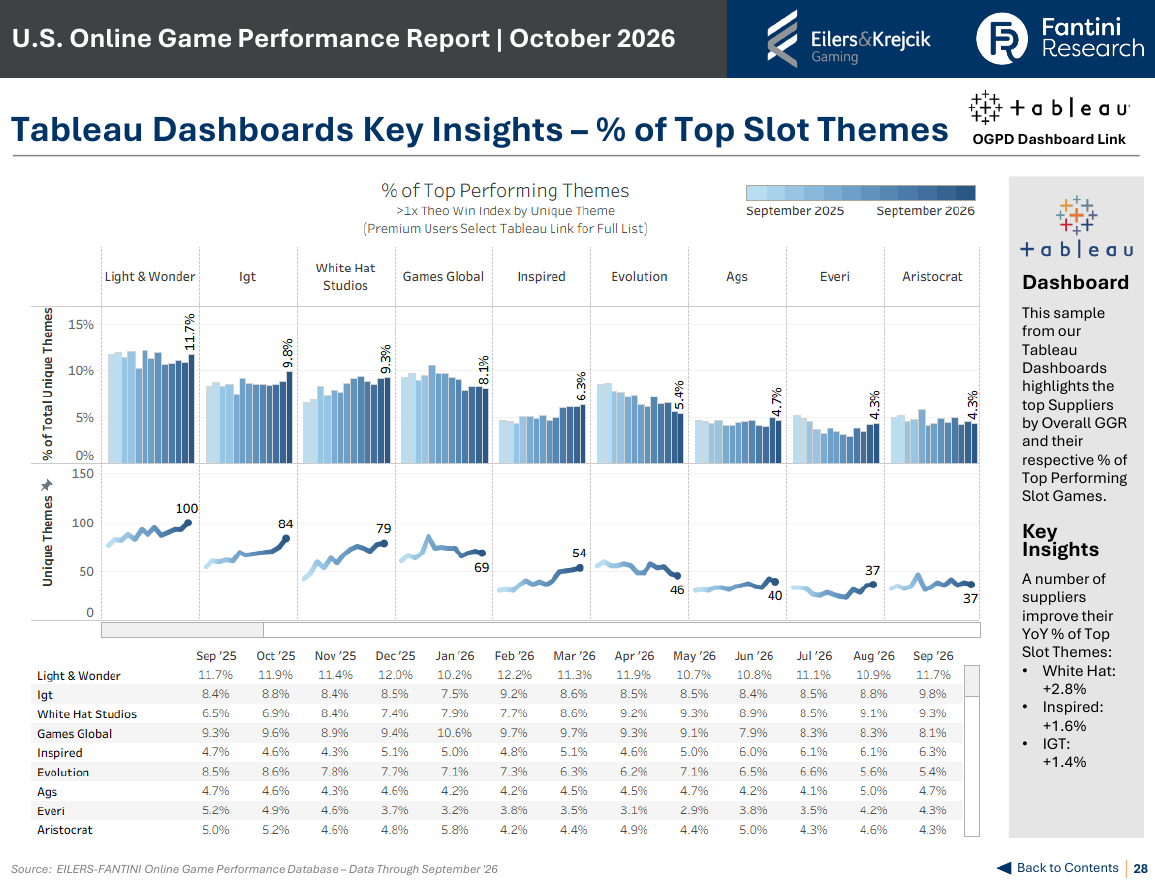 U.S. Online Game Performance Report | October 2026
Eilers&Krejcik
Gaming
Fantini
Research
Tableau Dashboards Key Insights – % of Top Slot Themes
+ a b l e a u
OGPD Dashboard Link
% of Top Performing Themes
>1x Theo Win Index by Unique Theme
(Premium Users Select Tableau Link for Full List)
September 2025 September 2026
Light & Wonder Igt White Hat Studios Games Global Inspired Evolution Ags Everi Aristocrat
% of Total Unique Themes
15%
10%
5%
0%
11.7% 9.8% 9.3% 8.1% 6.3% 5.4% 4.7% 4.3% 4.3%
Unique Themes
150
100
50
0
100 84 79 69 54 46 40 37 37
Sep '25 Oct '25 Nov '25 Dec '25 Jan '26 Feb '26 Mar '26 Apr '26 May '26 Jun '26 Jul '26 Aug '26 Sep '26
Light & Wonder 11.7% 11.9% 11.4% 12.0% 10.2% 12.2% 11.3% 11.9% 10.7% 10.8% 11.1% 10.9% 11.7%
Igt 8.4% 8.8% 8.4% 8.5% 7.5% 9.2% 8.6% 8.5% 8.5% 8.4% 8.5% 8.8% 9.8%
White Hat Studios 6.5% 6.9% 8.4% 7.4% 7.9% 7.7% 8.6% 9.2% 9.3% 8.9% 8.5% 9.1% 9.3%
Games Global 9.3% 9.6% 8.9% 9.4% 10.6% 9.7% 9.7% 9.3% 9.1% 7.9% 8.3% 8.3% 8.1%
Inspired 4.7% 4.6% 4.3% 5.1% 5.0% 4.8% 5.1% 4.6% 5.0% 6.0% 6.1% 6.1% 6.3%
Evolution 8.5% 8.6% 7.8% 7.7% 7.1% 7.3% 6.3% 6.2% 7.1% 6.5% 6.6% 5.6% 5.4%
Ags 4.7% 4.6% 4.3% 4.6% 4.2% 4.2% 4.5% 4.5% 4.7% 4.2% 4.1% 5.0% 4.7%
Everi 5.2% 4.9% 4.6% 3.7% 3.2% 3.8% 3.5% 3.1% 2.9% 3.8% 3.5% 4.2% 4.3%
Aristocrat 5.0% 5.2% 4.6% 4.8% 5.8% 4.2% 4.4% 4.9% 4.4% 5.0% 4.3% 4.6% 4.3%
+ a b l e a u
Dashboard
This sample
from our
Tableau
Dashboards
highlights the
top Suppliers
by Overall GGR
and their
respective % of
Top Performing
Slot Games.
Key
Insights
A number of
suppliers
improve their
YoY % of Top
Slot Themes:
• White Hat:
+2.8%
• Inspired:
+1.6%
• IGT:
+1.4%
Source: EILERS-FANTINI Online Game Performance Database – Data Through September '26
Back to Contents | 28